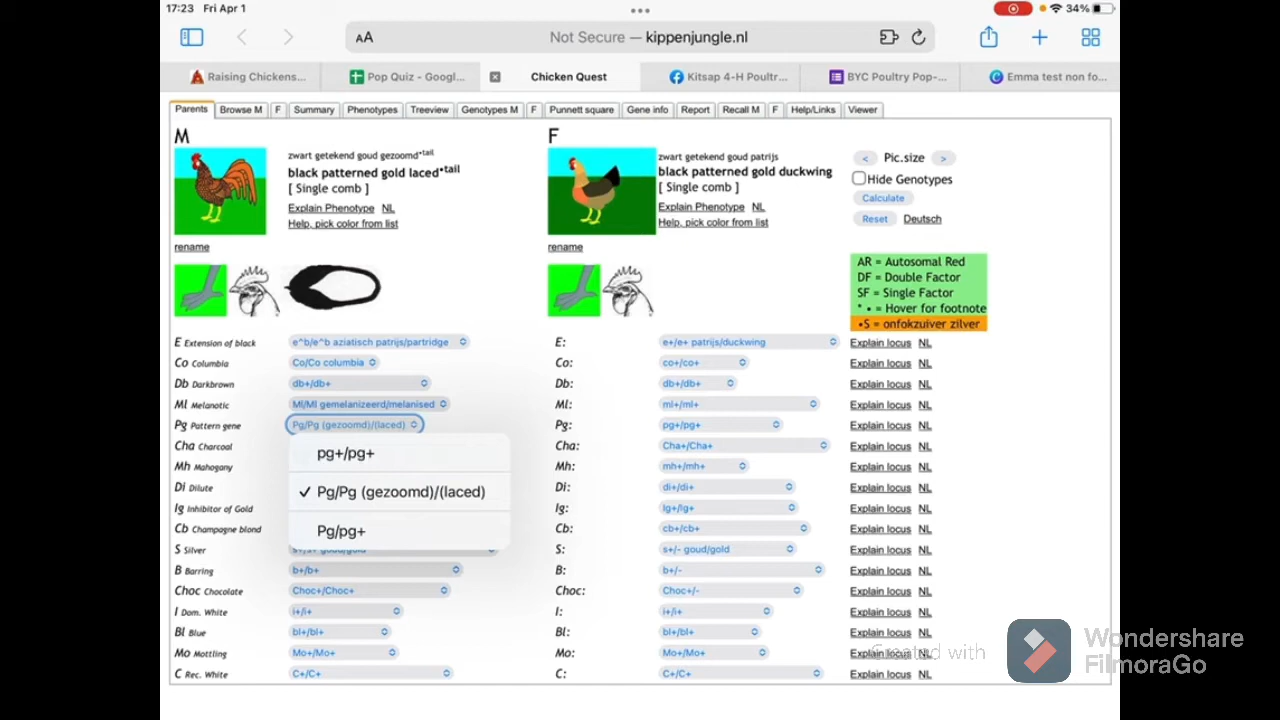 17:23 Fri Apr 1
34%
AA
Not Secure — kippenjungle.nl
Raising Chickens...
Pop Quiz - Googl...
Chicken Quest
Kitsap 4-H Poultr...
BYC Poultry Pop-...
Emma test non fo...
Parents Browse M F Summary Phenotypes Treeview Genotypes M F Punnett square Gene info Report Recall M F Help/Links Viewer
M
zwart getekend goud gezoomd*tail
black patterned gold laced*tail
[ Single comb ]
Explain Phenotype NL
Help, pick color from list
rename
F
zwart getekend goud patrijs
black patterned gold duckwing
[ Single comb ]
Explain Phenotype NL
Help, pick color from list
rename
< Pic.size >
Hide Genotypes
Calculate
Reset Deutsch
AR = Autosomal Red
DF = Double Factor
SF = Single Factor
* • = Hover for footnote
•S = onfokzuiver zilver
E Extension of black e^b/e^b aziatisch patrijs/partridge E: e+/e+ patrijs/duckwing Explain locus NL
Co Columbia Co/Co columbia Co: co+/co+ Explain locus NL
Db Darkbrown db+/db+ Db: db+/db+ Explain locus NL
Ml Melanotic Ml/Ml gemelanizeerd/melanised Ml: ml+/ml+ Explain locus NL
Pg Pattern gene Pg/Pg (gezoomd)/(laced) Pg: pg+/pg+ Explain locus NL
Cha Charcoal Cha: Cha+/Cha+ Explain locus NL
Mh Mahogany Mh: mh+/mh+ Explain locus NL
Di Dilute Di: di+/di+ Explain locus NL
Ig Inhibitor of Gold Ig: Ig+/Ig+ Explain locus NL
Cb Champagne blond Cb: cb+/cb+ Explain locus NL
S Silver s+/s+ goud/gold S: s+/- goud/gold Explain locus NL
B Barring b+/b+ B: b+/- Explain locus NL
Choc Chocolate Choc+/Choc+ Choc: Choc+/- Explain locus NL
I Dom. White i+/i+ I: i+/i+ Explain locus NL
Bl Blue bl+/bl+ Bl: bl+/bl+ Explain locus NL
Mo Mottling Mo+/Mo+ Mo: Mo+/Mo+ Explain locus NL
C Rec. White C+/C+ C: C+/C+ Explain locus NL
pg+/pg+
✓ Pg/Pg (gezoomd)/(laced)
Pg/pg+
Created with
Wondershare
FilmoraGo